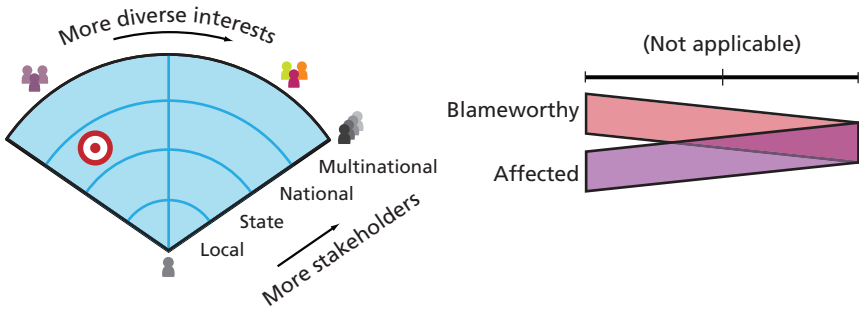 More diverse interests
Multinational
National
State
Local
More stakeholders
(Not applicable)
Blameworthy
Affected